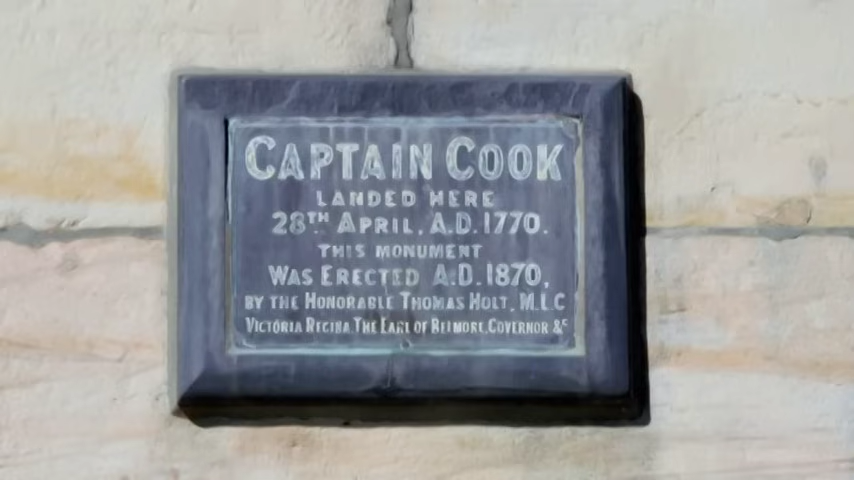 CAPTAIN COOK
LANDED HERE
28TH APRIL, A.D. 1770.
THIS MONUMENT
WAS ERECTED A.D. 1870,
BY THE HONORABLE THOMAS HOLT, M.L.C
VICTORIA REGINA. THE EARL OF BELMORE, GOVERNOR &c